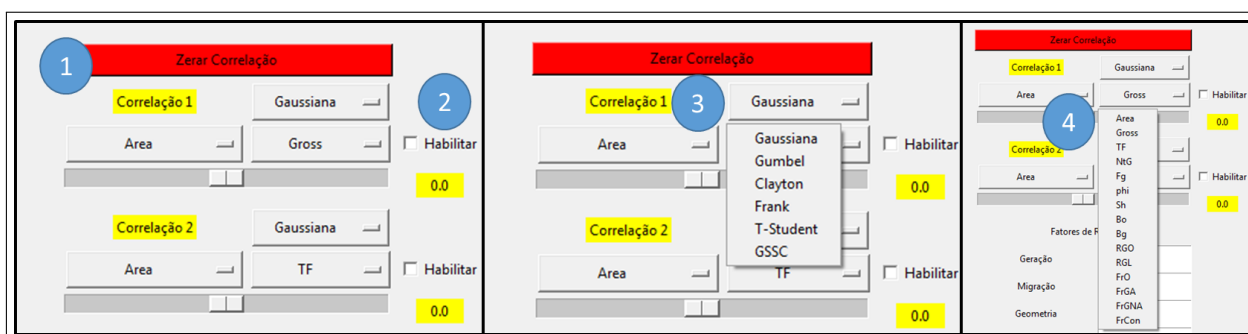 1
Zerar Correlação
Correlação 1 Gaussiana 2
Area Gross Habilitar
0.0
Correlação 2 Gaussiana
Area TF Habilitar
0.0
Zerar Correlação
Correlação 1 3 Gaussiana
Area Habilitar
Gaussiana
Gumbel
Clayton
Frank
T-Student
GSSC
0.0
Correlação 2
Area TF Habilitar
0.0
Zerar Correlação
Correlação 1 Gaussiana
Area Gross Habilitar
4 0.0
Correlação 2
Area Habilitar
0.0
Area
Gross
TF
NtG
Fg
phi
Sh
Bo
Bg
RGO
RGL
FrO
FrGA
FrGNA
FrCon
Fatores de R
Geração
Migração
Geometria